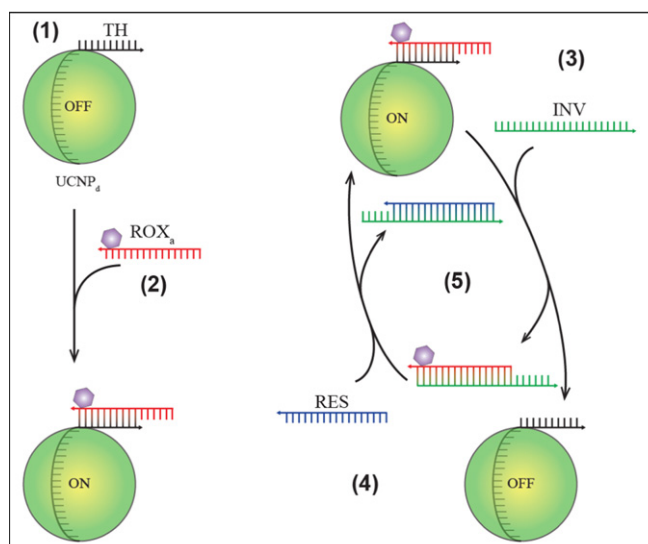 (1)
TH
OFF
UCNPd
ROXa
(2)
ON
ON
(3)
INV
(5)
RES
(4)
OFF